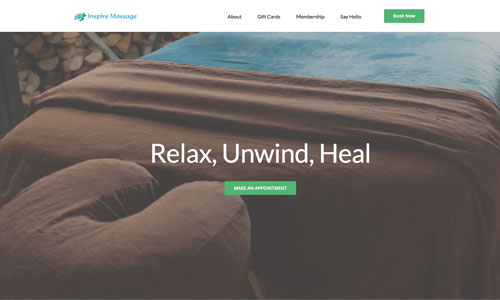 Inspire Massage
About
Gift Cards
Membership
Say Hello
Book Now
Relax, Unwind, Heal
MAKE AN APPOINTMENT